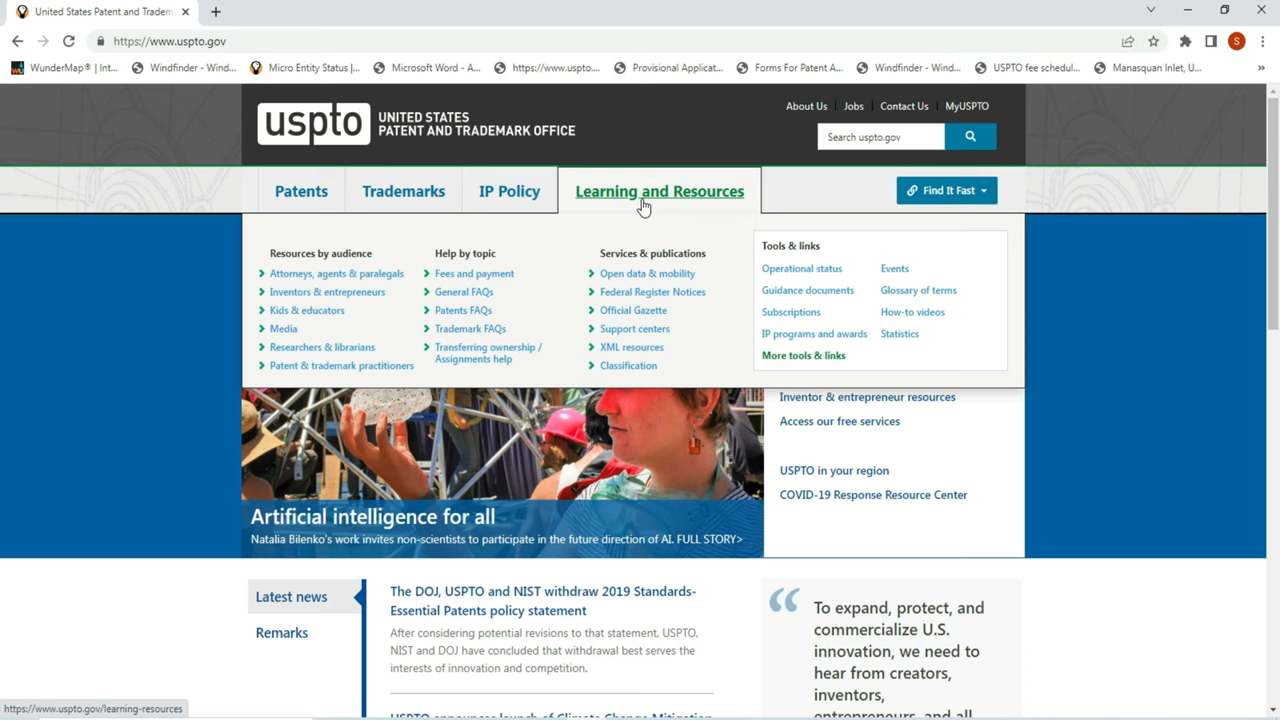 United States Patent and Tradem
https://www.uspto.gov
S
WunderMap® | Int...
Windfinder - Wind...
Micro Entity Status |...
Microsoft Word - A...
https://www.uspto....
Provisional Applicat...
Forms For Patent A...
Windfinder - Wind...
USPTO fee schedul...
Manasquan Inlet, U...
»
About Us
Jobs
Contact Us
MyUSPTO
uspto
UNITED STATES
PATENT AND TRADEMARK OFFICE
Search uspto.gov
Patents
Trademarks
IP Policy
Learning and Resources
Find It Fast
Resources by audience
Attorneys, agents & paralegals
Inventors & entrepreneurs
Kids & educators
Media
Researchers & librarians
Patent & trademark practitioners
Help by topic
Fees and payment
General FAQs
Patents FAQs
Trademark FAQs
Transferring ownership /
Assignments help
Services & publications
Open data & mobility
Federal Register Notices
Official Gazette
Support centers
XML resources
Classification
Tools & links
Operational status
Guidance documents
Subscriptions
IP programs and awards
More tools & links
Events
Glossary of terms
How-to videos
Statistics
Inventor & entrepreneur resources
Access our free services
USPTO in your region
COVID-19 Response Resource Center
Artificial intelligence for all
Natalia Bilenko's work invites non-scientists to participate in the future direction of AI. FULL STORY>
Latest news
Remarks
The DOJ, USPTO and NIST withdraw 2019 Standards-
Essential Patents policy statement
After considering potential revisions to that statement, USPTO,
NIST and DOJ have concluded that withdrawal best serves the
interests of innovation and competition.
USPTO announces launch of Climate Change Mitigation
“
To expand, protect, and
commercialize U.S.
innovation, we need to
hear from creators,
inventors,
entrepreneurs, and all
https://www.uspto.gov/learning-resources